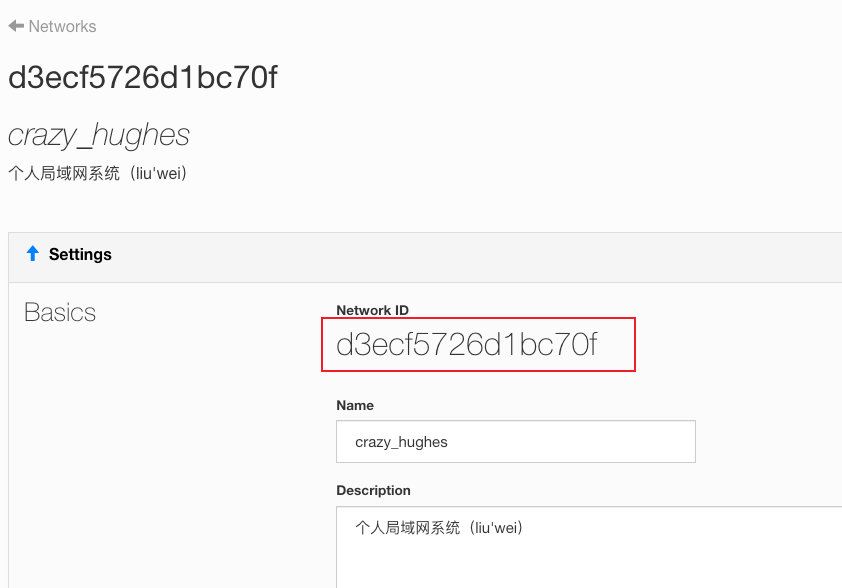 Networks
d3ecf5726d1bc70f
crazy_hughes
个人局域网系统（liu'wei）
Settings
Basics
Network ID
d3ecf5726d1bc70f
Name
crazy_hughes
Description
个人局域网系统（liu'wei）